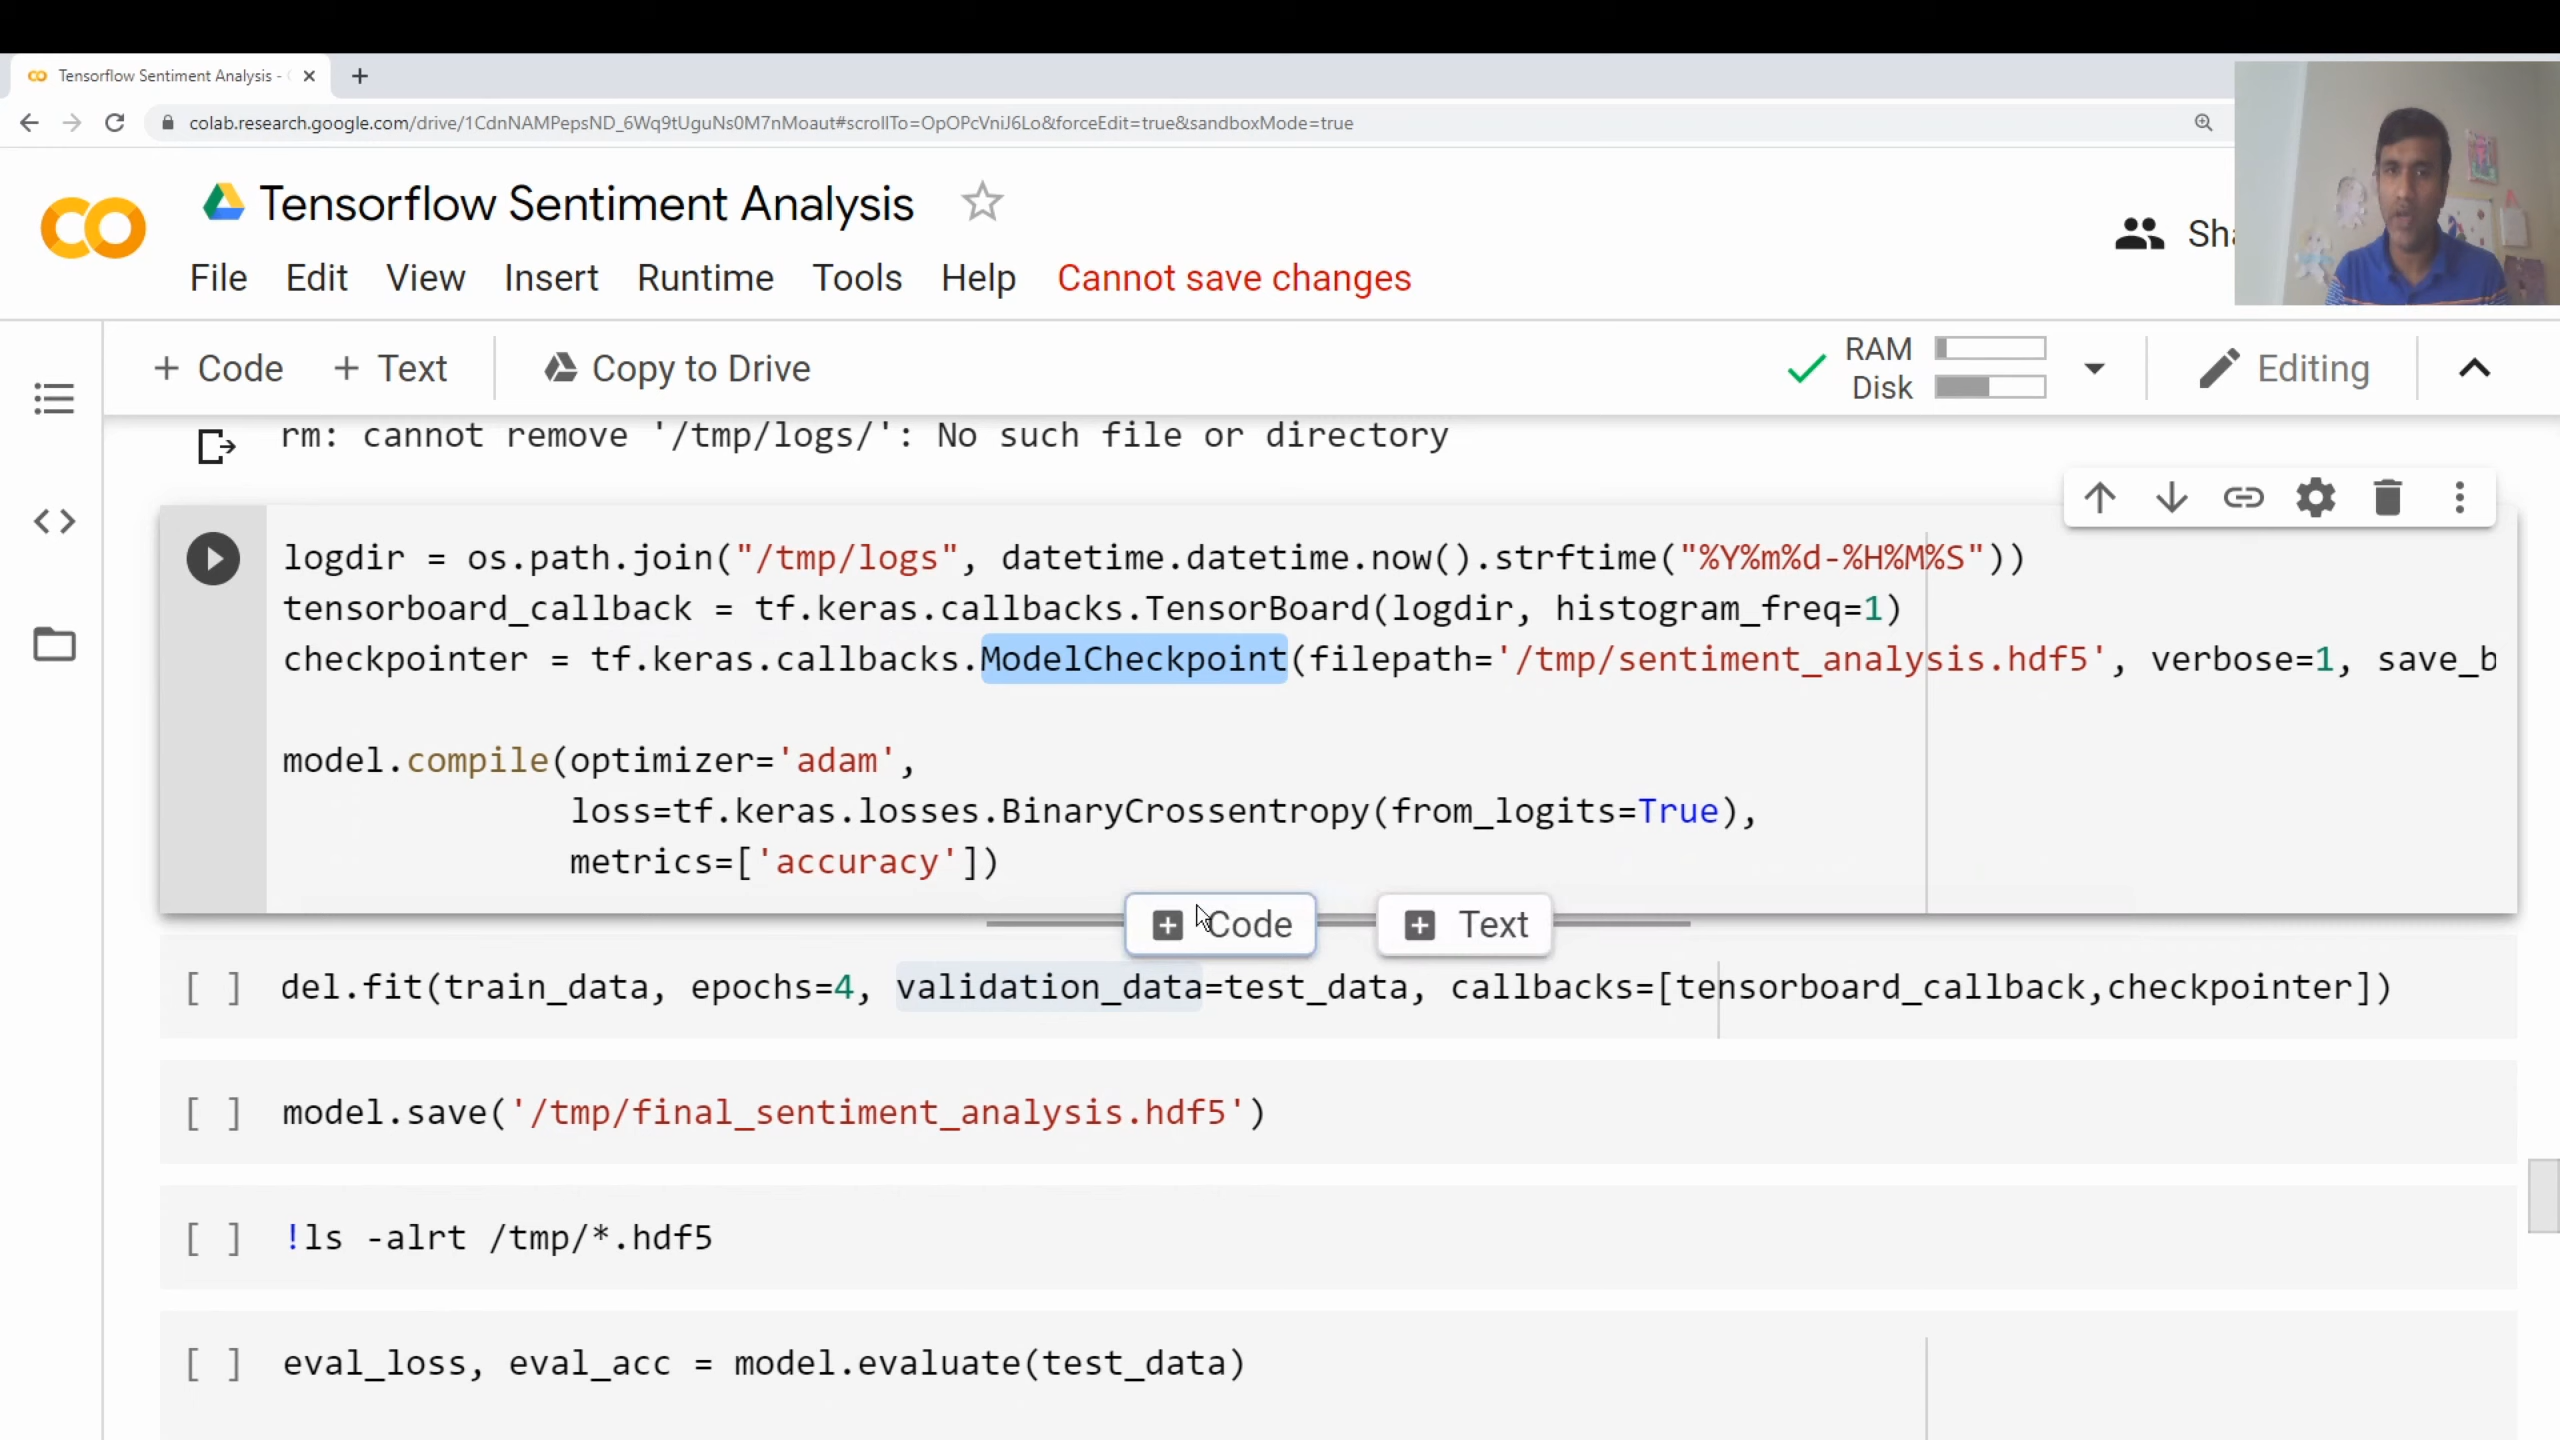 Tensorflow Sentiment Analysis -
colab.research.google.com/drive/1CdnNAMPepsND_6Wq9tUguNs0M7nMoaut#scrollTo=OpOPcVniJ6Lo&forceEdit=true&sandboxMode=true
Tensorflow Sentiment Analysis
File Edit View Insert Runtime Tools Help Cannot save changes
+ Code + Text Copy to Drive
RAM
Disk
Editing
rm: cannot remove '/tmp/logs/': No such file or directory
logdir = os.path.join("/tmp/logs", datetime.datetime.now().strftime("%Y%m%d-%H%M%S"))
tensorboard_callback = tf.keras.callbacks.TensorBoard(logdir, histogram_freq=1)
checkpointer = tf.keras.callbacks.ModelCheckpoint(filepath='/tmp/sentiment_analysis.hdf5', verbose=1, save_b
model.compile(optimizer='adam',
loss=tf.keras.losses.BinaryCrossentropy(from_logits=True),
metrics=['accuracy'])
Code Text
[ ] del.fit(train_data, epochs=4, validation_data=test_data, callbacks=[tensorboard_callback,checkpointer])
[ ] model.save('/tmp/final_sentiment_analysis.hdf5')
[ ] !ls -alrt /tmp/*.hdf5
[ ] eval_loss, eval_acc = model.evaluate(test_data)